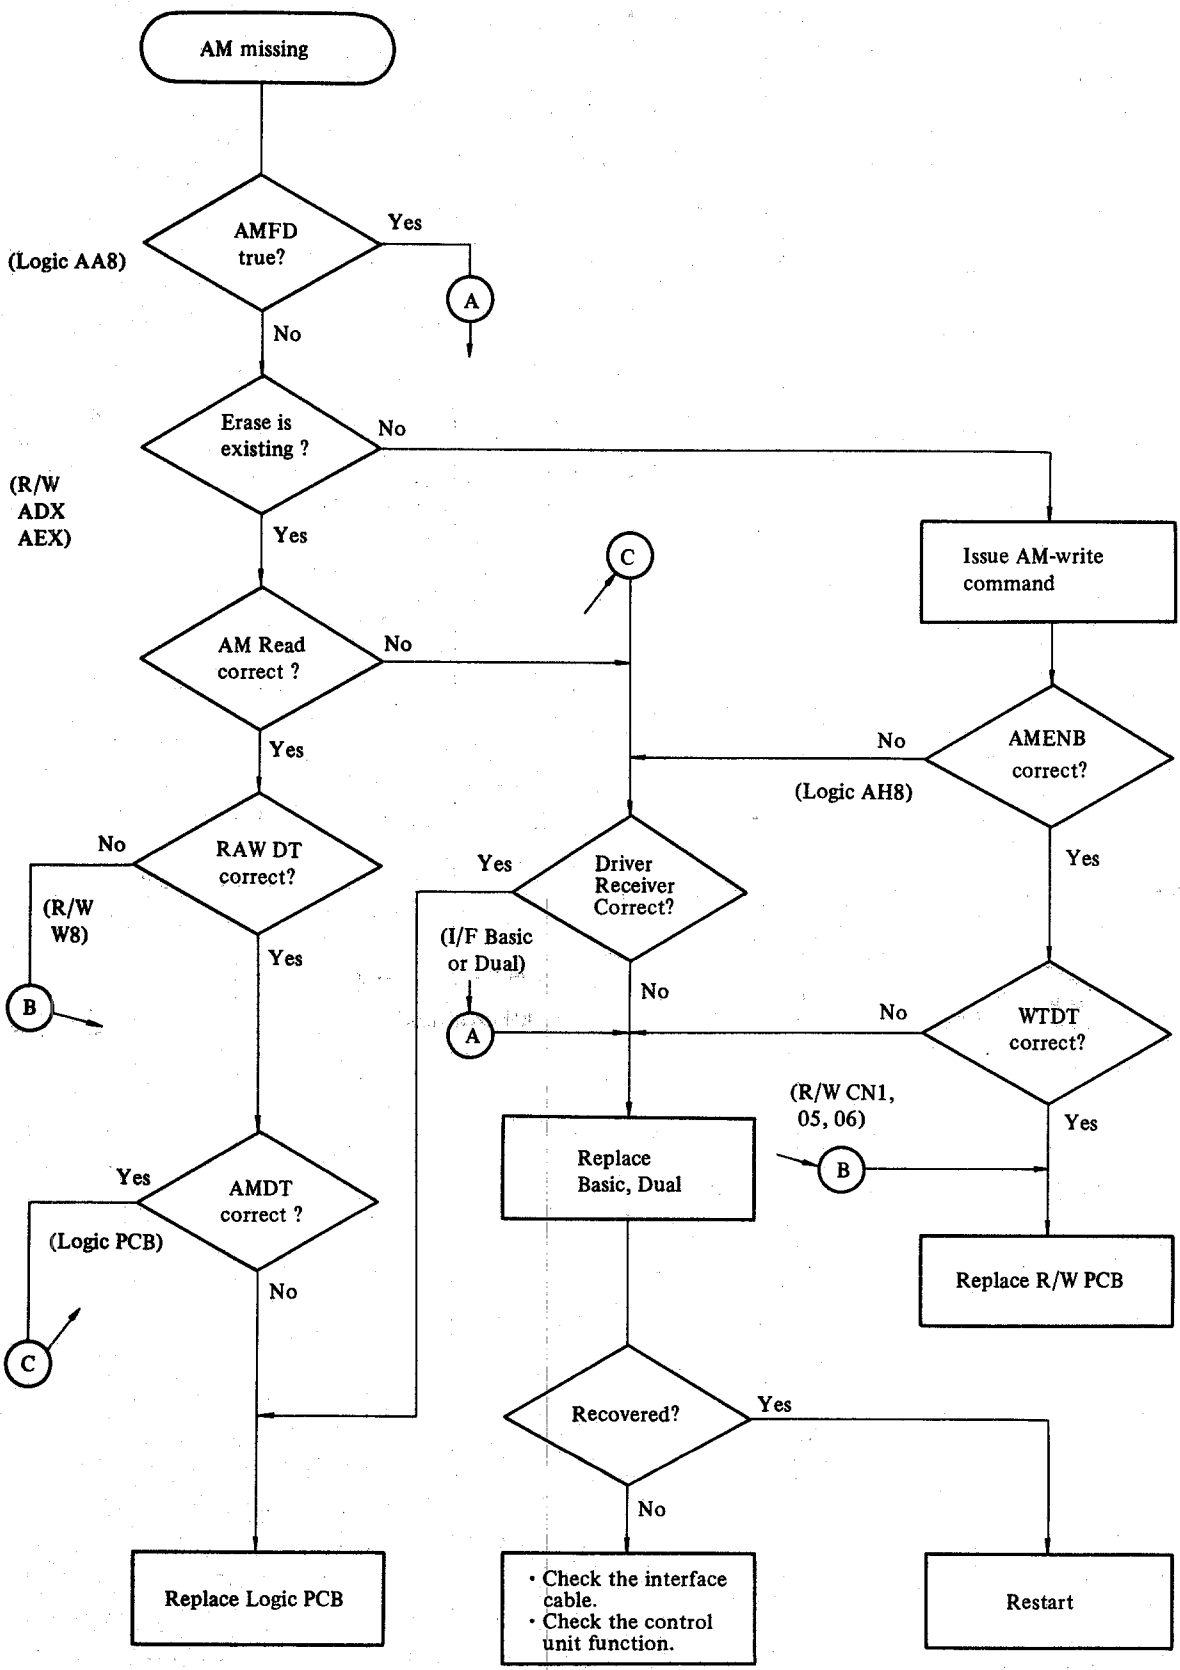 AM missing
AMFD
true?
Yes
(Logic AA8)
A
No
Erase is
existing ?
No
(R/W
ADX
AEX)
Yes
C
Issue AM-write
command
AM Read
correct ?
No
Yes
No
AMENB
correct?
(Logic AH8)
No
RAW DT
correct?
Yes
Driver
Receiver
Correct?
Yes
(R/W
W8)
Yes
(I/F Basic
or Dual)
No
B
A
No
WTDT
correct?
(R/W CN1,
05, 06)
Yes
Yes
AMDT
correct ?
Replace
Basic, Dual
B
(Logic PCB)
No
Replace R/W PCB
C
Recovered?
Yes
No
Replace Logic PCB
· Check the interface
cable.
· Check the control
unit function.
Restart